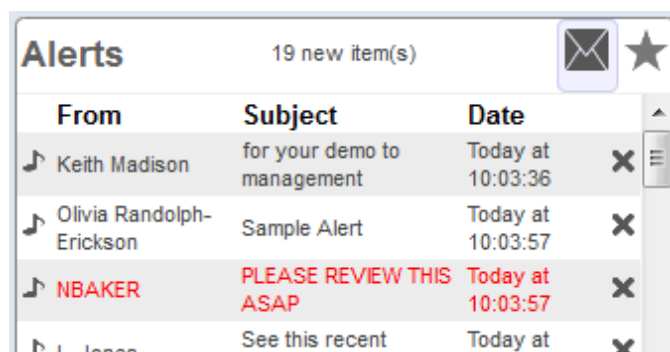 Alerts 19 new item(s)
From Subject Date
Keith Madison for your demo to management Today at 10:03:36
Olivia Randolph-Erickson Sample Alert Today at 10:03:57
NBAKER PLEASE REVIEW THIS ASAP Today at 10:03:57
L. Jones See this recent Today at